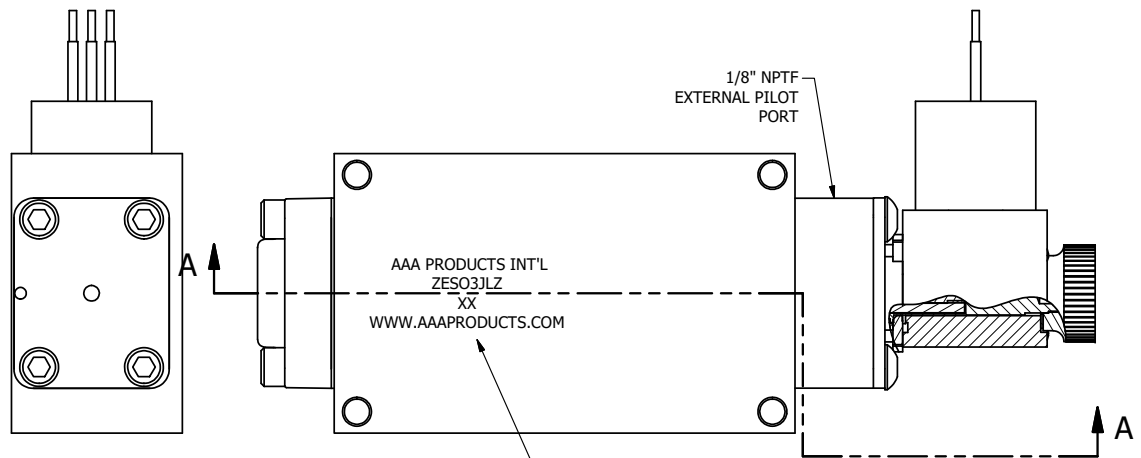 1/8" NPTF
EXTERNAL PILOT
PORT
A
AAA PRODUCTS INT'L
ZESO3JLZ
XX
WWW.AAAPRODUCTS.COM
A